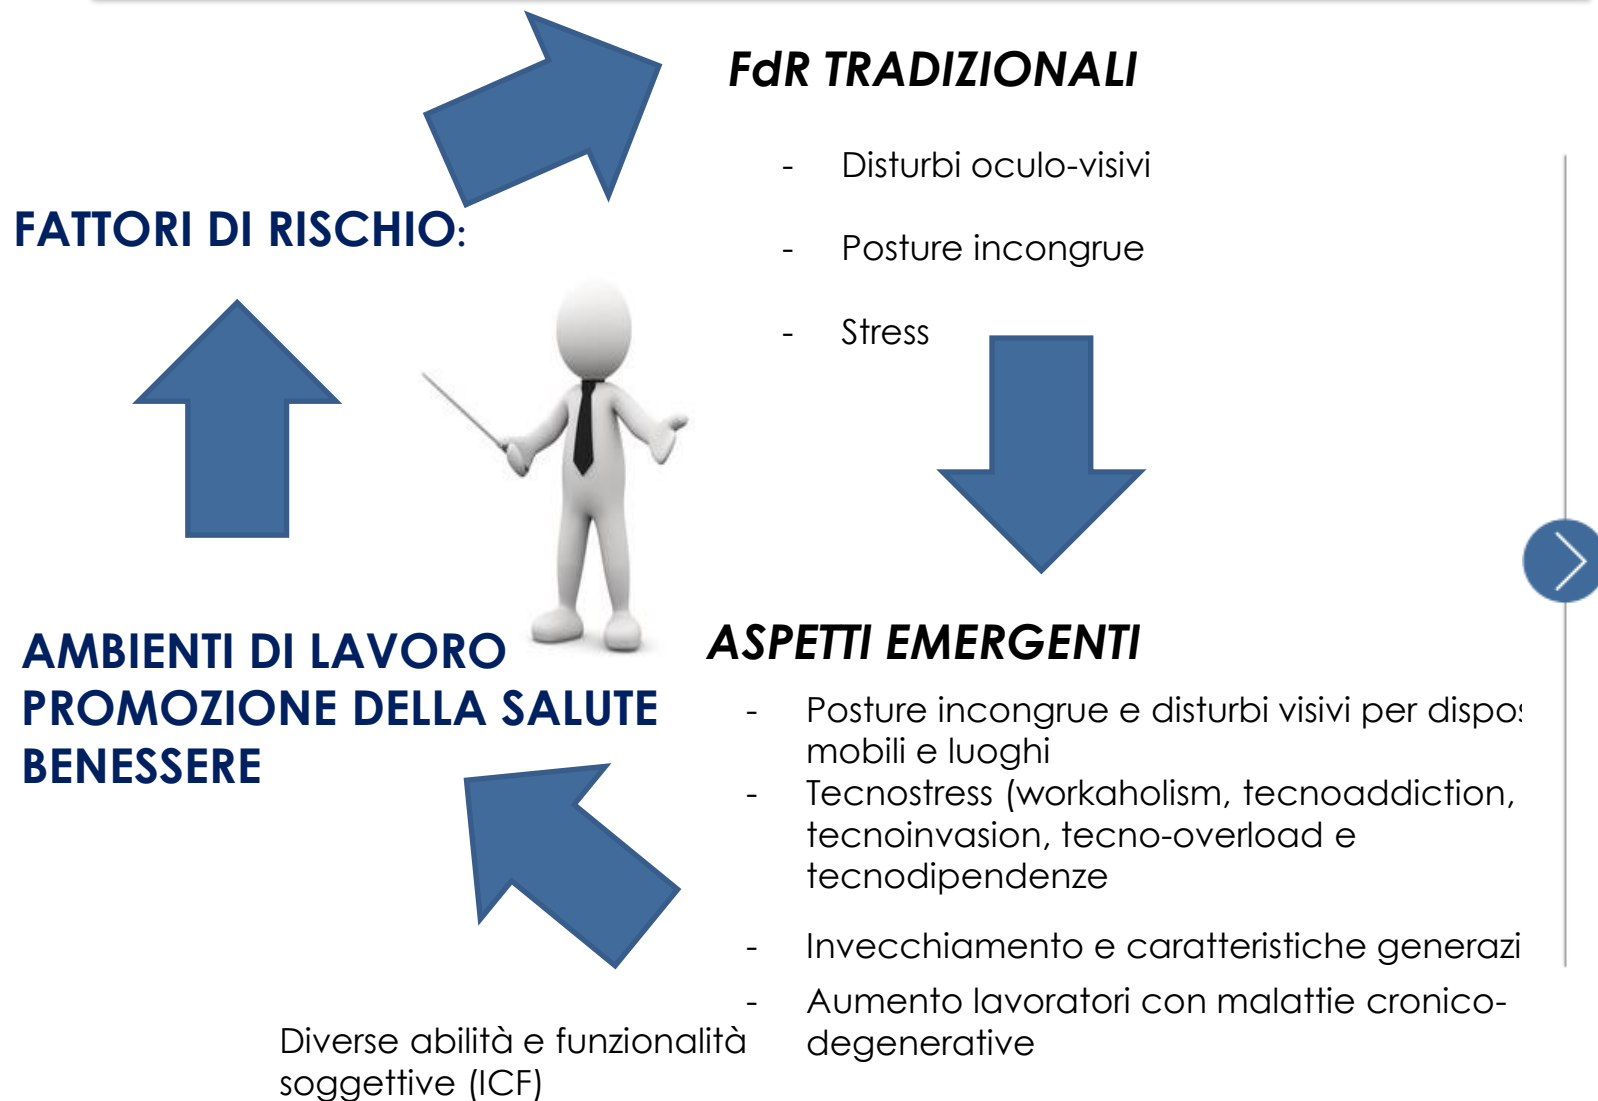 FdR TRADIZIONALI
- Disturbi oculo-visivi
- Posture incongrue
- Stress
FATTORI DI RISCHIO:
AMBIENTI DI LAVORO
PROMOZIONE DELLA SALUTE
BENESSERE
ASPETTI EMERGENTI
- Posture incongrue e disturbi visivi per
mobili e luoghi
- Tecnostress (workaholism, tecnoaddiction,
tecnoinvasion, tecno-overload e
tecnodipendenze
- Invecchiamento e caratteristiche
- Aumento lavoratori con malattie cronico-
degenerative
Diverse abilità e funzionalità
soggettive (ICF)